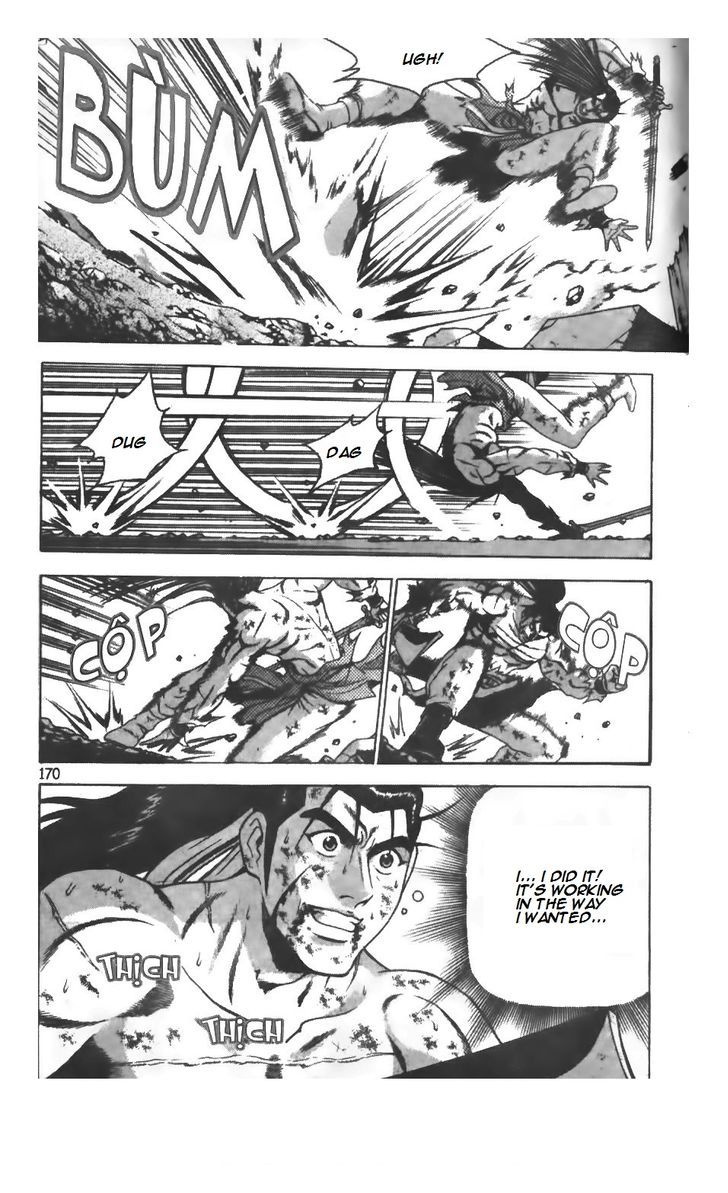 UGH!
BÙM
DUG
DAG
CỘP
CỘP
170
I... I DID IT!
IT'S WORKING
IN THE WAY
I WANTED...
THỊCH
THỊCH